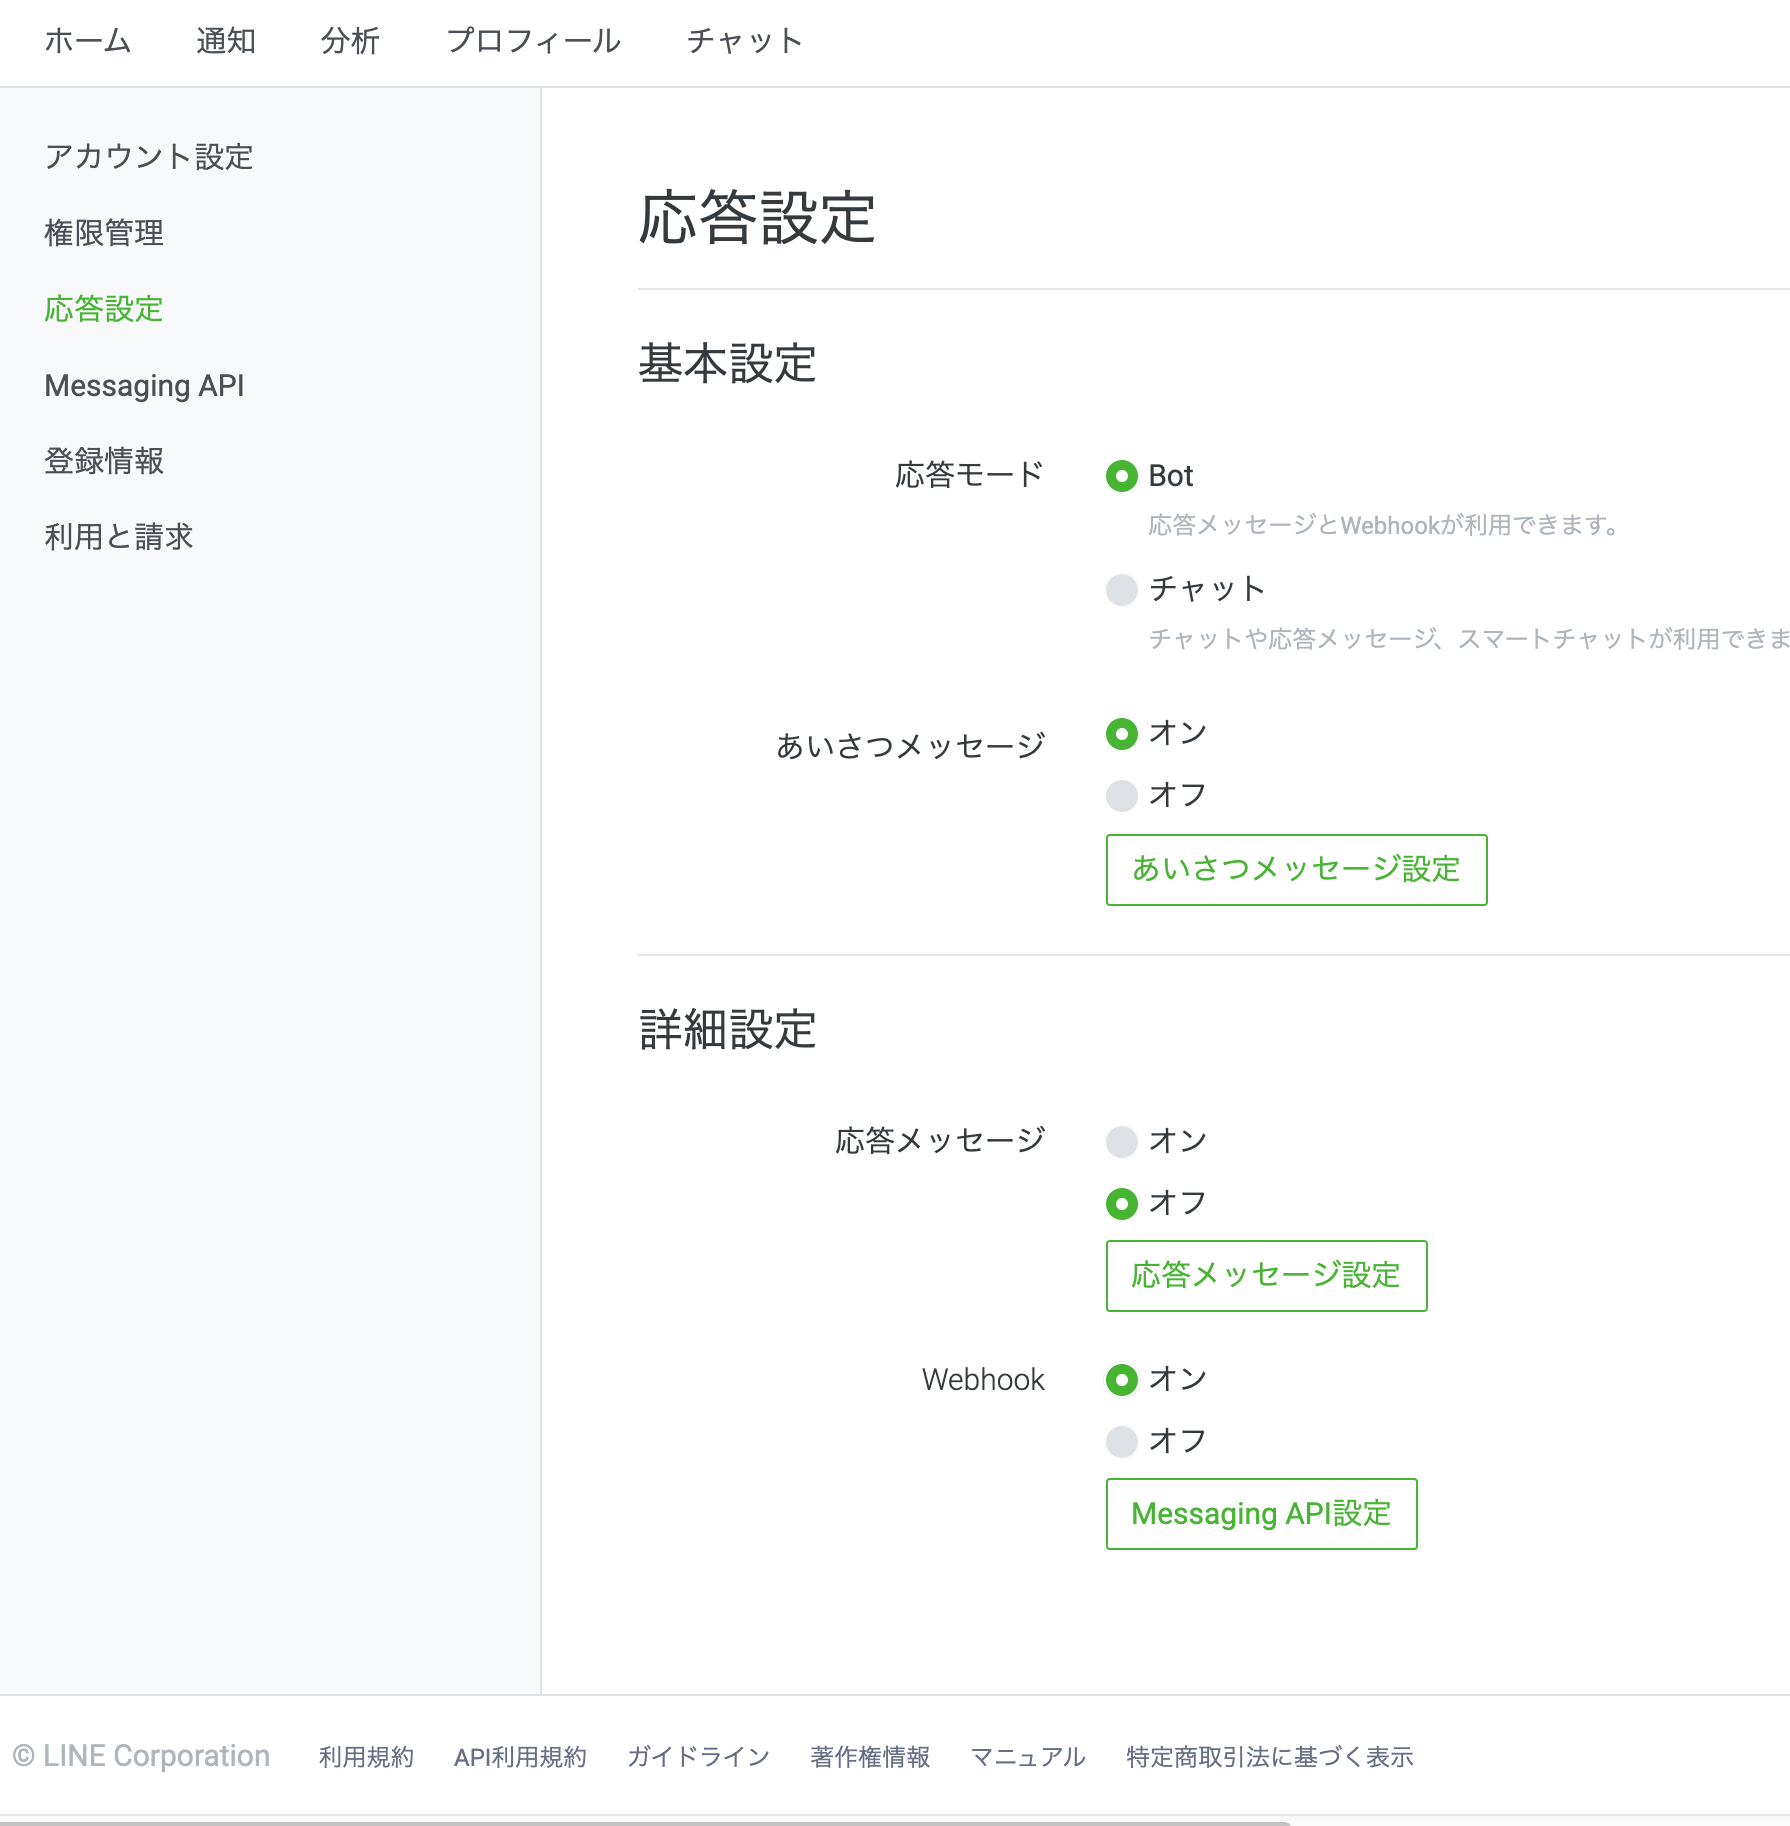 ホーム 通知 分析 プロフィール チャット
アカウント設定
権限管理
応答設定
Messaging API
登録情報
利用と請求
応答設定
基本設定
応答モード
Bot
応答メッセージとWebhookが利用できます。
チャット
チャットや応答メッセージ、スマートチャットが利用できま
あいさつメッセージ
オン
オフ
あいさつメッセージ設定
詳細設定
応答メッセージ
オン
オフ
応答メッセージ設定
Webhook
オン
オフ
Messaging API設定
© LINE Corporation 利用規約 API利用規約 ガイドライン 著作権情報 マニュアル 特定商取引法に基づく表示